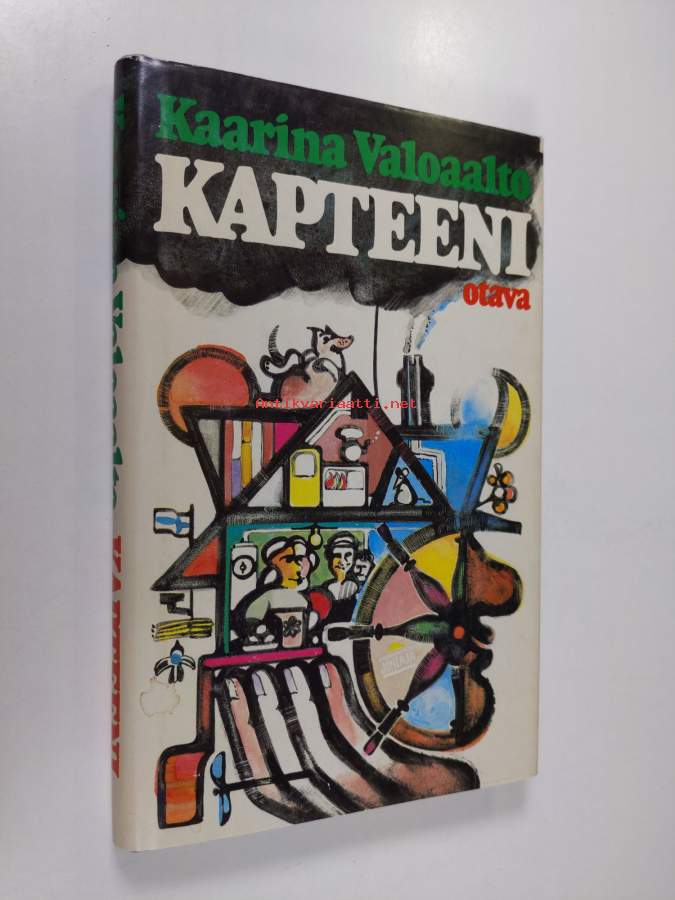 Kaarina Valoaalto
KAPTEENI
otava
Antikvariaatti.net